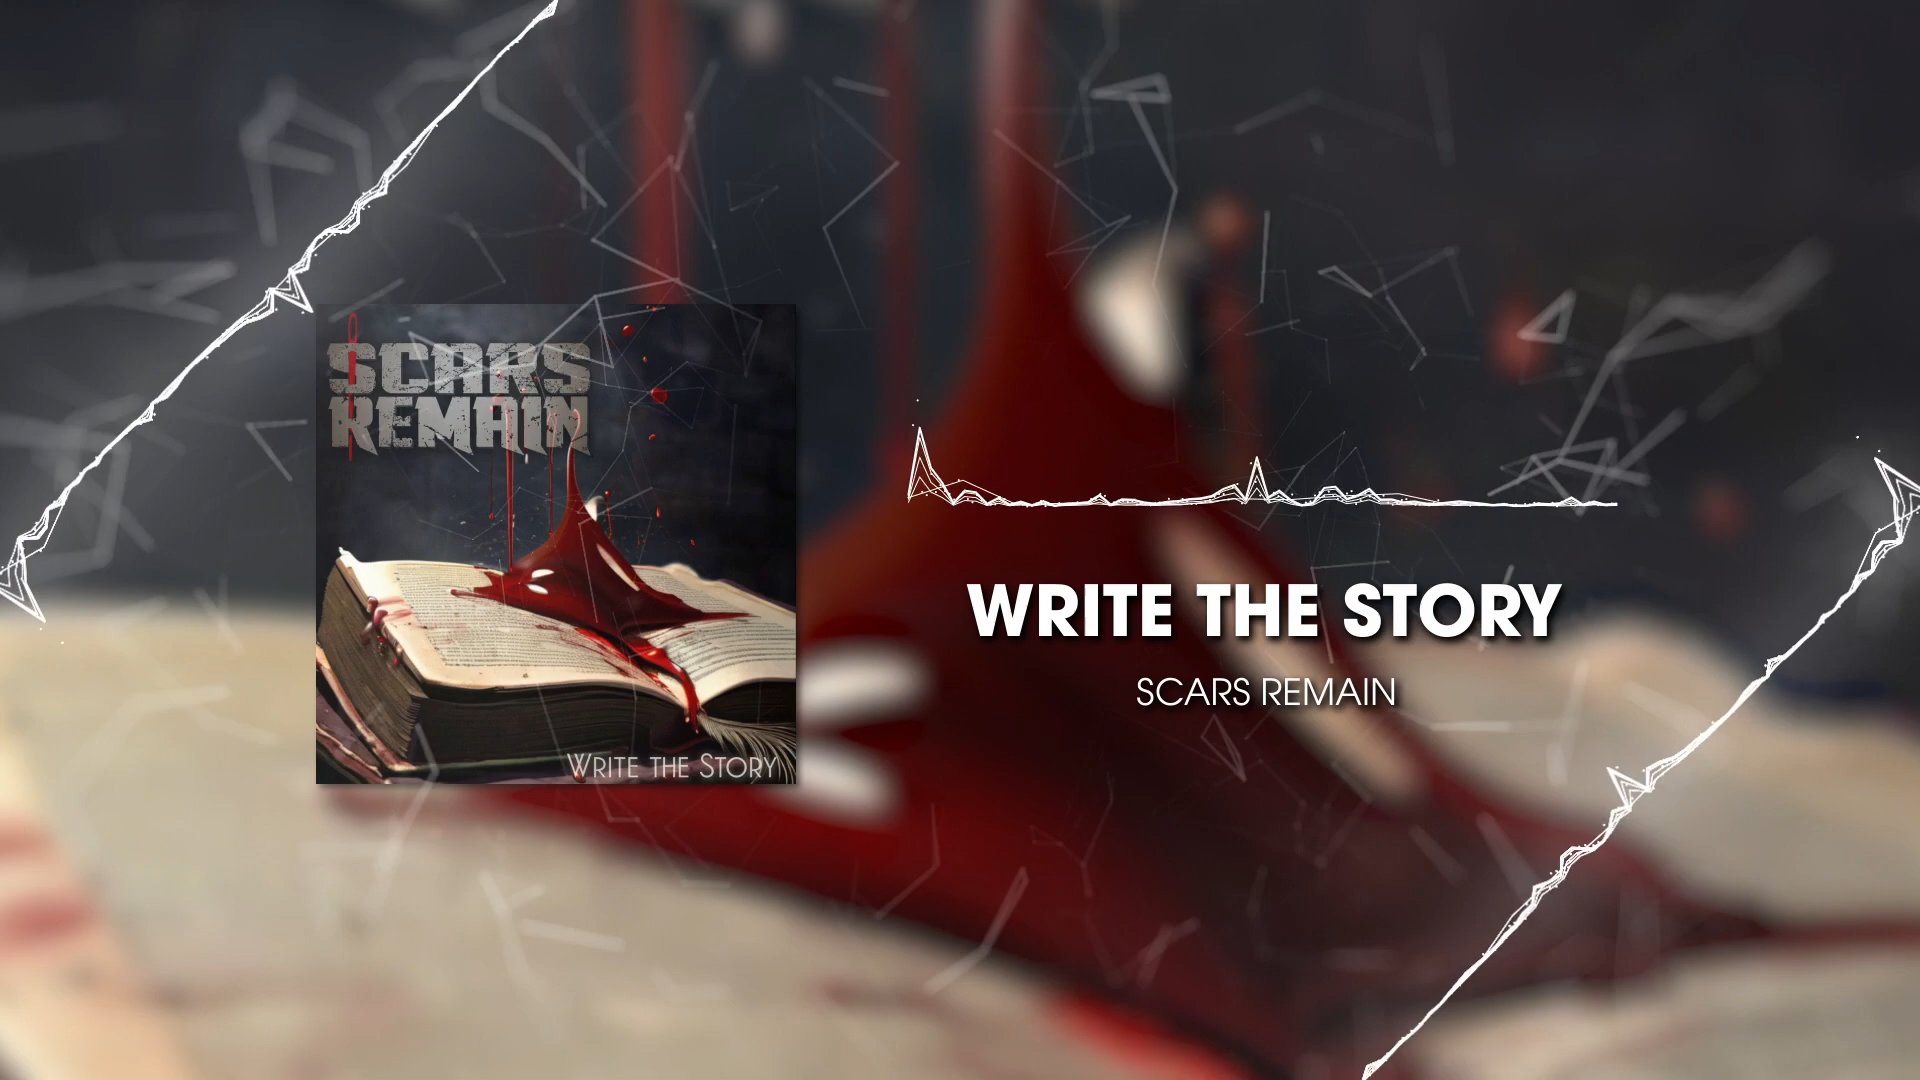 SCARS
REMAIN
WRITE THE STORY
WRITE THE STORY
SCARS REMAIN